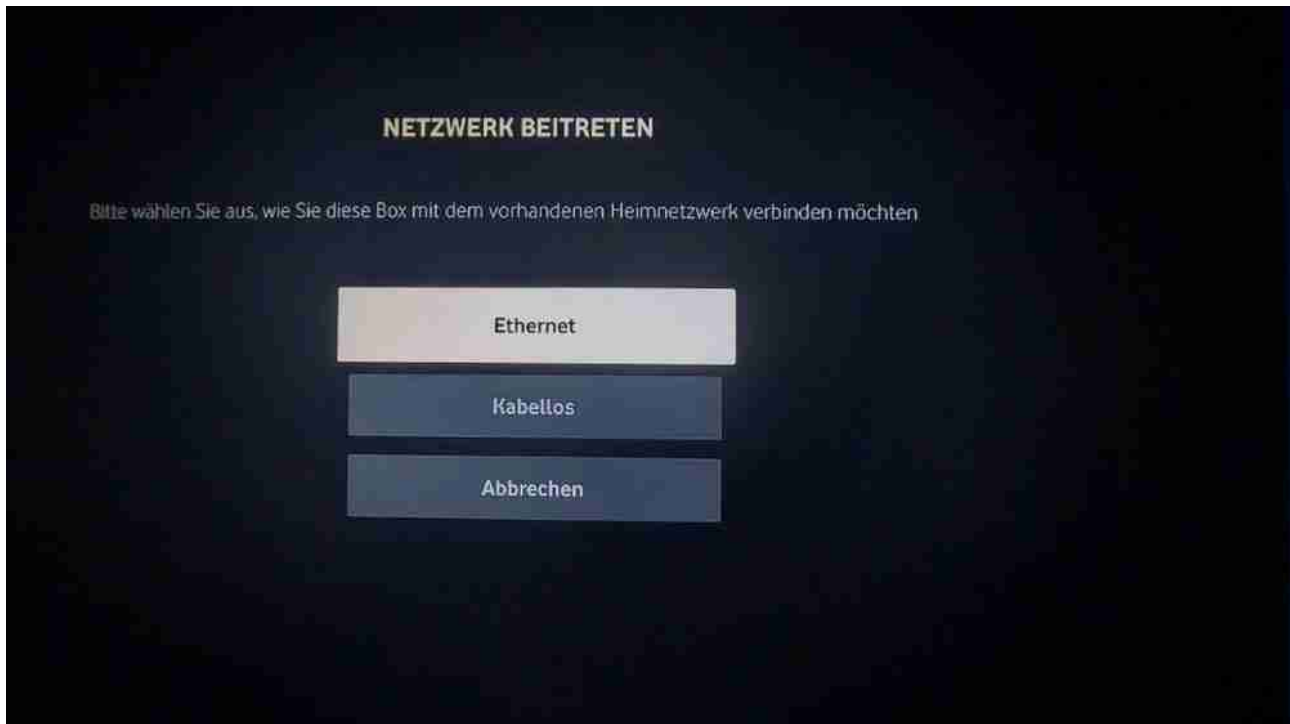 NETZWERK BEITRETEN
Bitte wählen Sie aus, wie Sie diese Box mit dem vorhandenen Heimnetzwerk verbinden möchten
Ethernet
Kabellos
Abbrechen